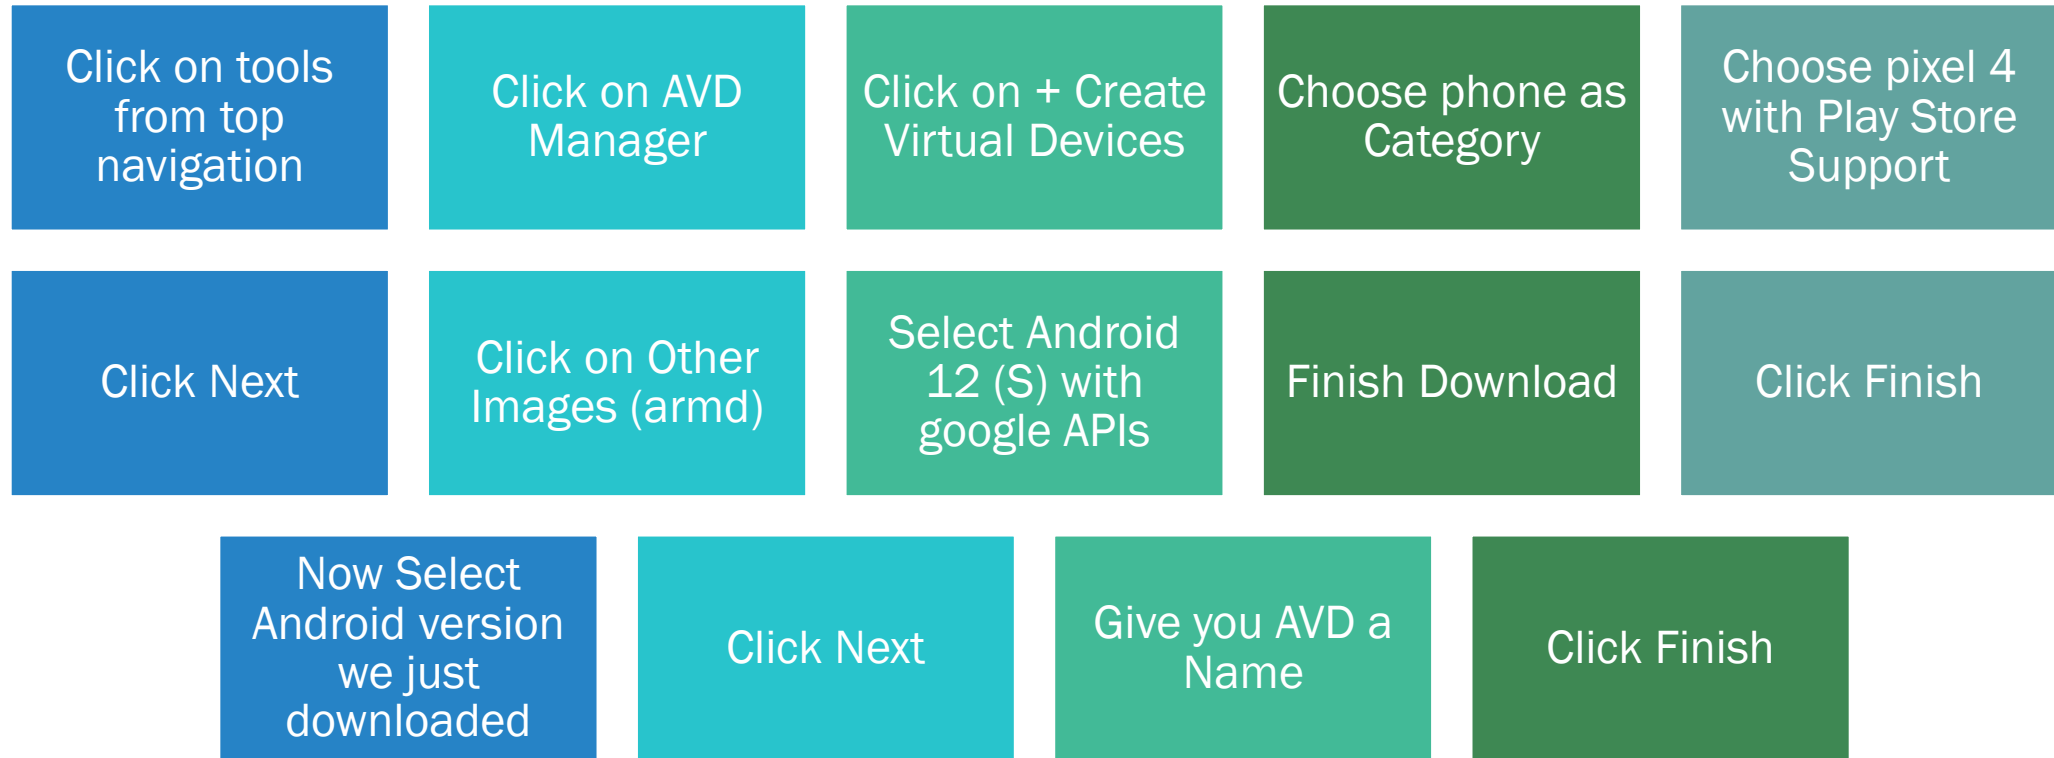 Click on tools
from top
navigation
Click on AVD
Manager
Click on + Create
Virtual Devices
Choose phone as
Category
Choose pixel 4
with Play Store
Support
Click Next
Click on Other
Images (armd)
Select Android
12 (S) with
google APIs
Finish Download
Click Finish
Now Select
Android version
we just
downloaded
Click Next
Give you AVD a
Name
Click Finish